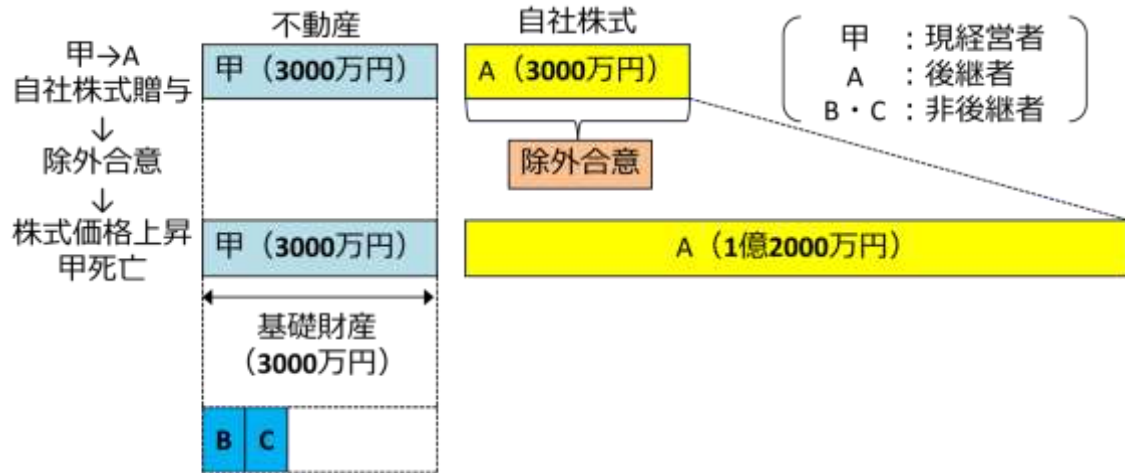 不動産
自社株式
甲→A
自社株式贈与
↓
除外合意
↓
株式価格上昇
甲死亡
甲（3000万円）
A（3000万円）
除外合意
甲：現経営者
A：後継者
B・C：非後継者
甲（3000万円）
A（1億2000万円）
基礎財産
（3000万円）
B
C